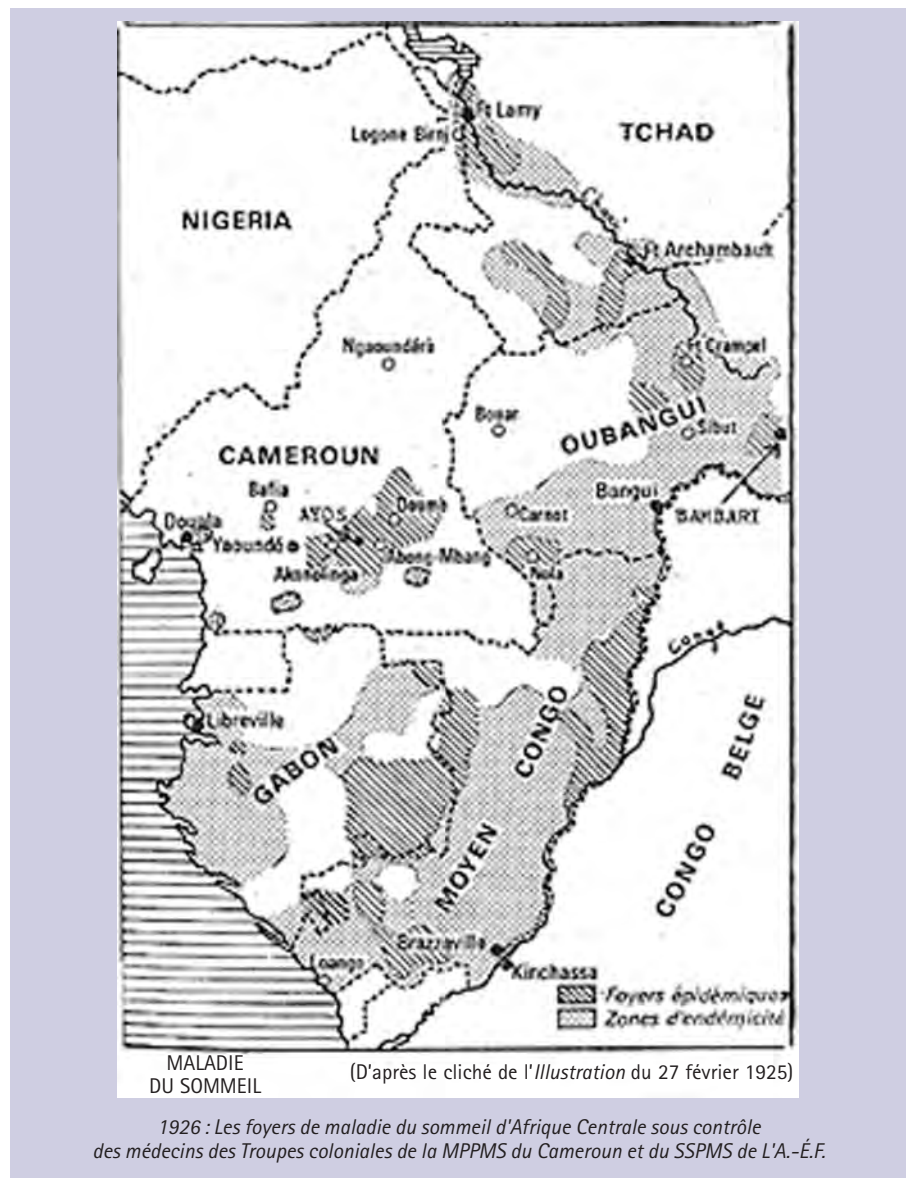 Ft Lamy
Logone Birni
TCHAD
NIGERIA
Ft Archambault
Ngaoundéré
Ft Crampel
Bouar
OUBANGUI
Sibut
CAMEROUN
Bafia
Doumé
Bangui
AYOS
Carnot
BAMBARI
Douala
Yaoundé
Abong-Mbang
Akonolinga
Nola
Congo
Libreville
GABON
MOYEN CONGO
CONGO BELGE
Brazzaville
Loango
Kinchassa
Foyers épidémiques
Zones d'endémicité
MALADIE
DU SOMMEIL
(D'après le cliché de l'Illustration du 27 février 1925)
1926 : Les foyers de maladie du sommeil d'Afrique Centrale sous contrôle
des médecins des Troupes coloniales de la MPPMS du Cameroun et du SSPMS de L'A.-É.F.